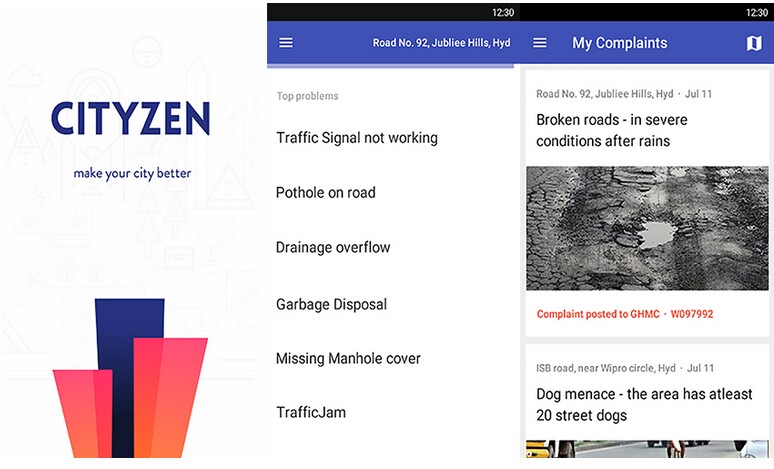 CITYZEN
make your city better
12:30
Road No. 92, Jubliee Hills, Hyd
Top problems
Traffic Signal not working
Pothole on road
Drainage overflow
Garbage Disposal
Missing Manhole cover
TrafficJam
12:30
My Complaints
Road No. 92, Jubliee Hills, Hyd · Jul 11
Broken roads - in severe
conditions after rains
Complaint posted to GHMC · W097992
ISB road, near Wipro circle, Hyd · Jul 11
Dog menace - the area has atleast
20 street dogs